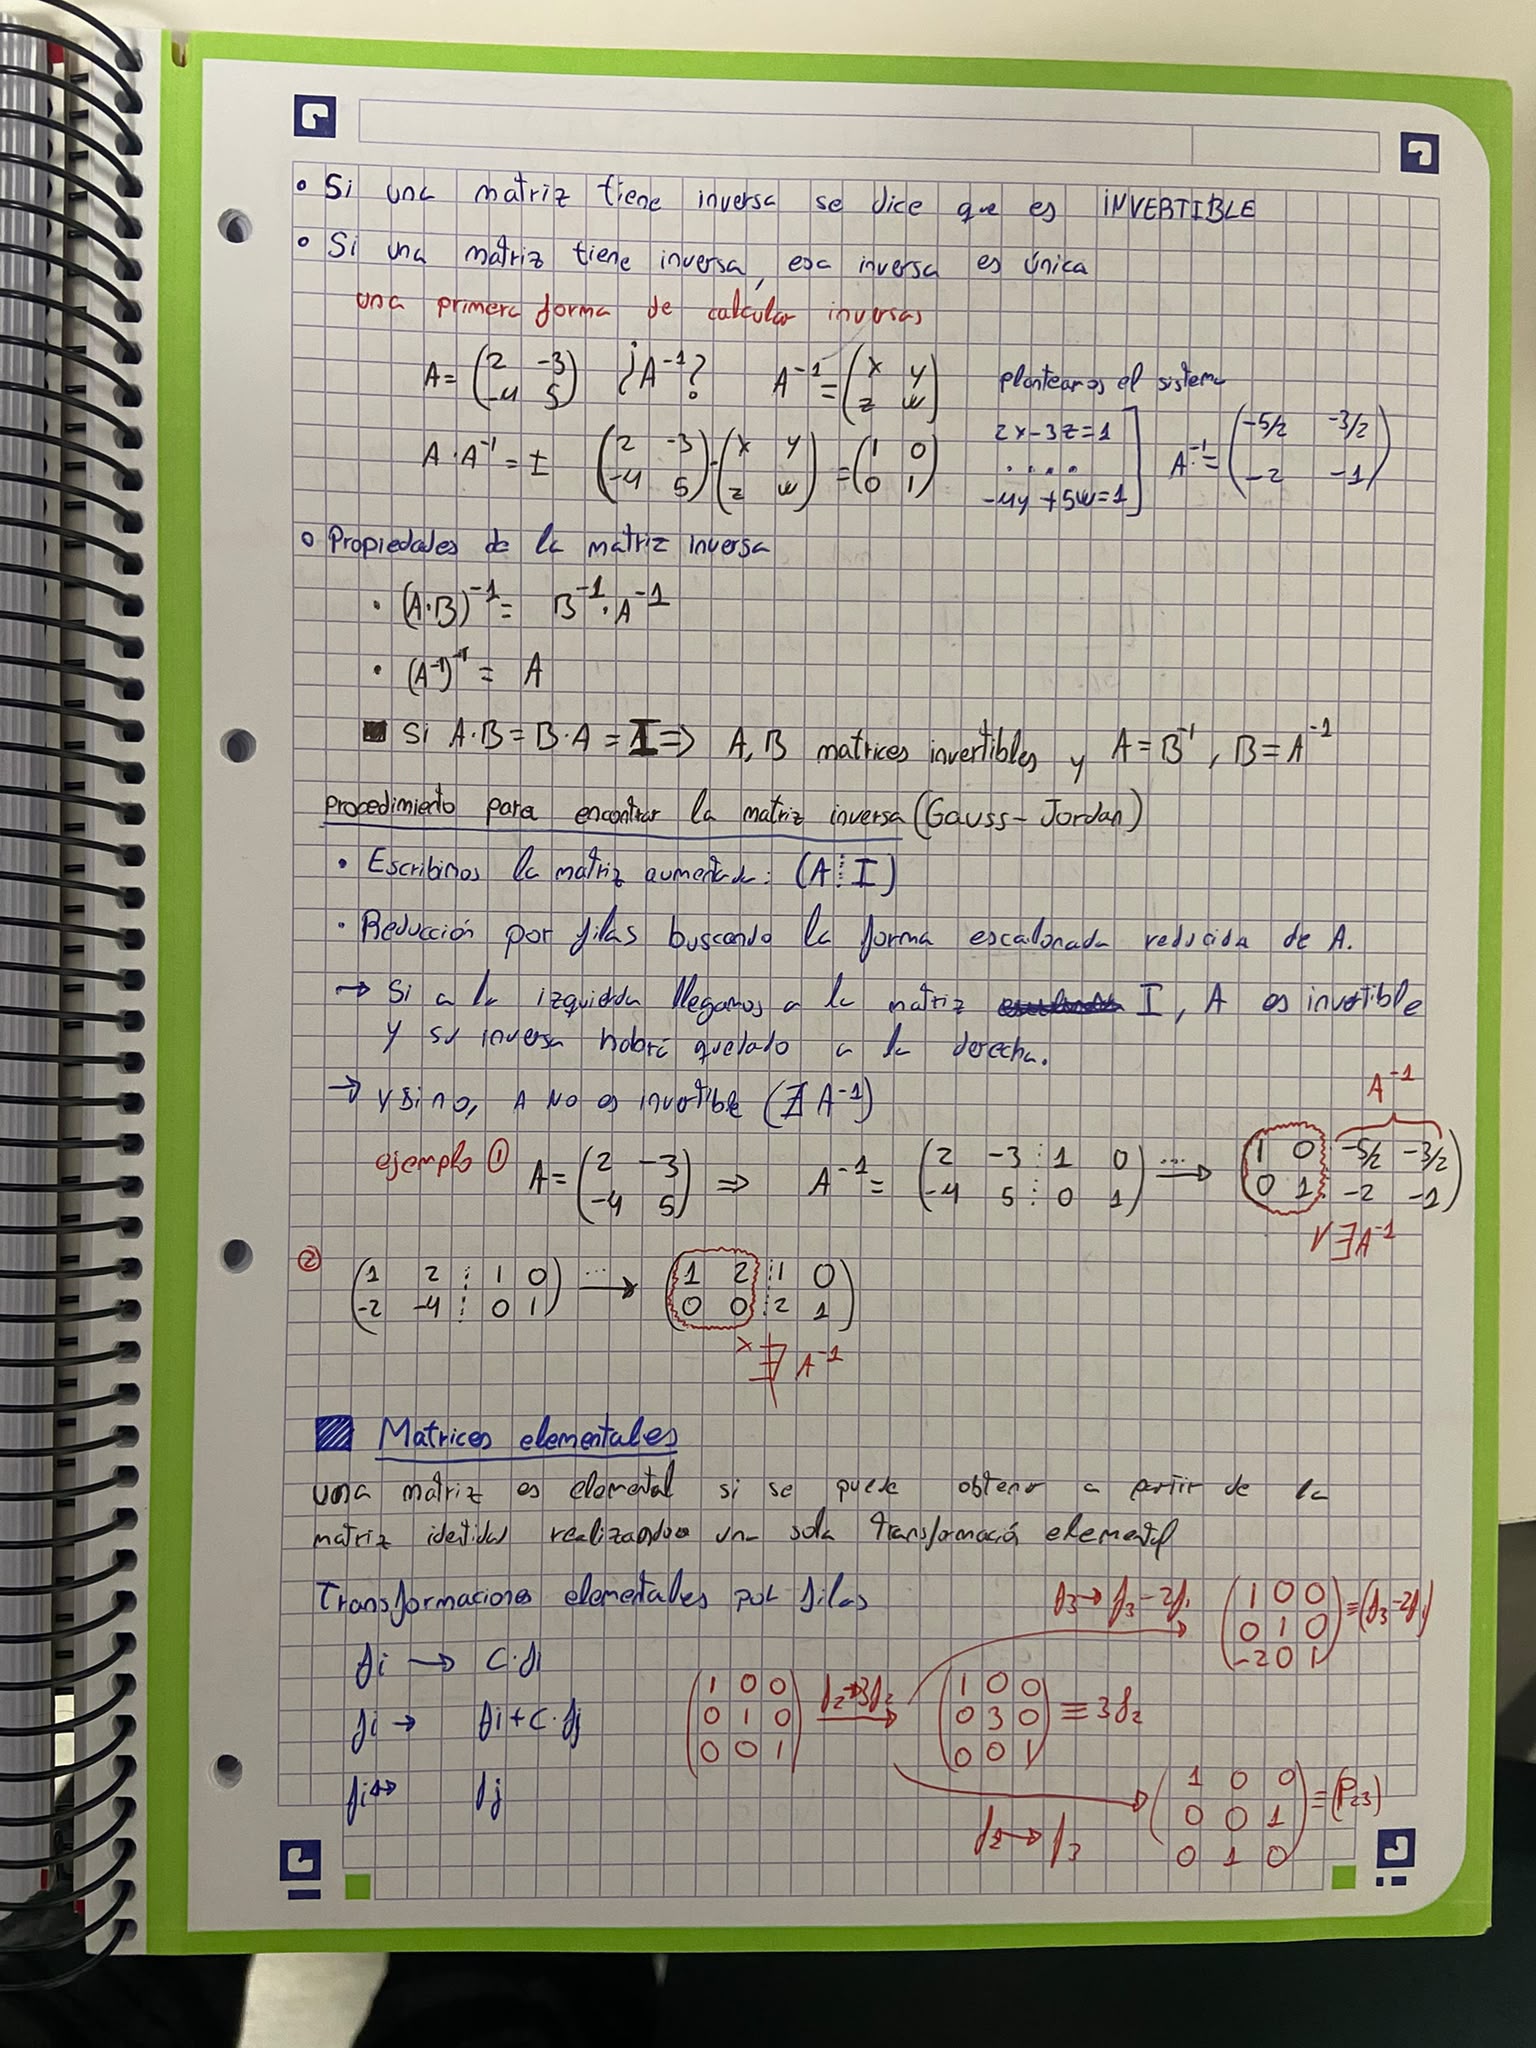 • Si una matriz tiene inversa se dice que es INVERTIBLE
• Si una matriz tiene inversa, esa inversa es única
una primera forma de calcular inversas
A = (2 -3 / -4 5) ¿A⁻¹? A⁻¹ = (x y / z w) planteamos el sistema
A · A⁻¹ = I (2 -3 / -4 5) · (x y / z w) = (1 0 / 0 1) 2x - 3z = 1 .... -4y + 5w = 1] A⁻¹ = (-5/2 -3/2 / -2 -1)
• Propiedades de la matriz inversa
• (A·B)⁻¹ = B⁻¹ · A⁻¹
• (A⁻¹)⁻¹ = A
■ Si A·B = B·A = I ⇒ A, B matrices invertibles y A = B⁻¹, B = A⁻¹
Procedimiento para encontrar la matriz inversa (Gauss-Jordan)
• Escribimos la matriz aumentada: (A ⋮ I)
• Reducción por filas buscando la forma escalonada reducida de A.
→ Si a la izquierda llegamos a la matriz I, A es invertible
y su inversa habrá quedado a la derecha.
→ y si no, A NO es invertible (∄ A⁻¹)
A⁻¹
ejemplo ① A = (2 -3 / -4 5) ⇒ A⁻¹ = (2 -3 ⋮ 1 0 / -4 5 ⋮ 0 1) ...→ (1 0 ⋮ -5/2 -3/2 / 0 1 ⋮ -2 -1)
✓ ∃ A⁻¹
② (1 2 ⋮ 1 0 / -2 -4 ⋮ 0 1) ...→ (1 2 ⋮ 1 0 / 0 0 ⋮ 2 1)
x ∄ A⁻¹
Matrices elementales
una matriz es elemental si se puede obtener a partir de la
matriz identidad realizando una sola transformació elemental
Transformaciones elementales por filas
f3 → f3 - 2f1 (1 0 0 / 0 1 0 / -2 0 1) ≡ (f3 - 2f1)
fi → c·fi
fi → fi + c·fj (1 0 0 / 0 1 0 / 0 0 1) f2→3f2 → (1 0 0 / 0 3 0 / 0 0 1) ≡ 3f2
fi ↔ fj
f2 → f3 (1 0 0 / 0 0 1 / 0 1 0) ≡ (P23)